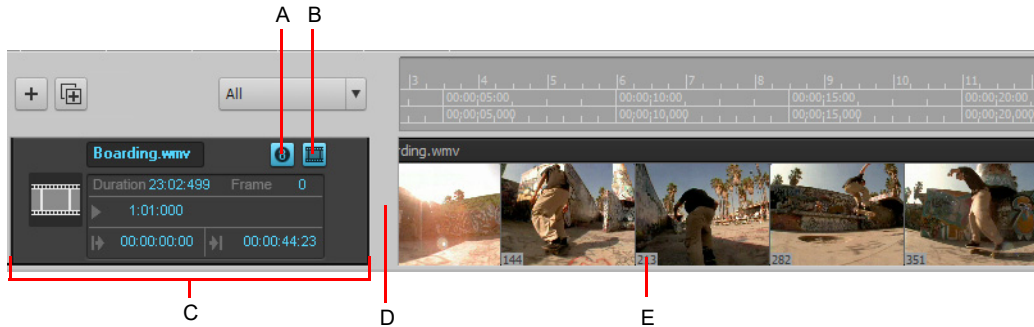 A B
All
|3 |4 |5 |6 |7 |8 |9 |10 |11
00:00;05:00 00:00;10:00 00:00;15:00 00:00;20:00
00:00;05,000 00:00;10,000 00:00;15,000 00:00;20,000
Boarding.wmv
rding.wmv
Duration 23:02:499 Frame 0
1:01:000
00:00:00:00 00:00:44:23
144 213 282 351
C D E